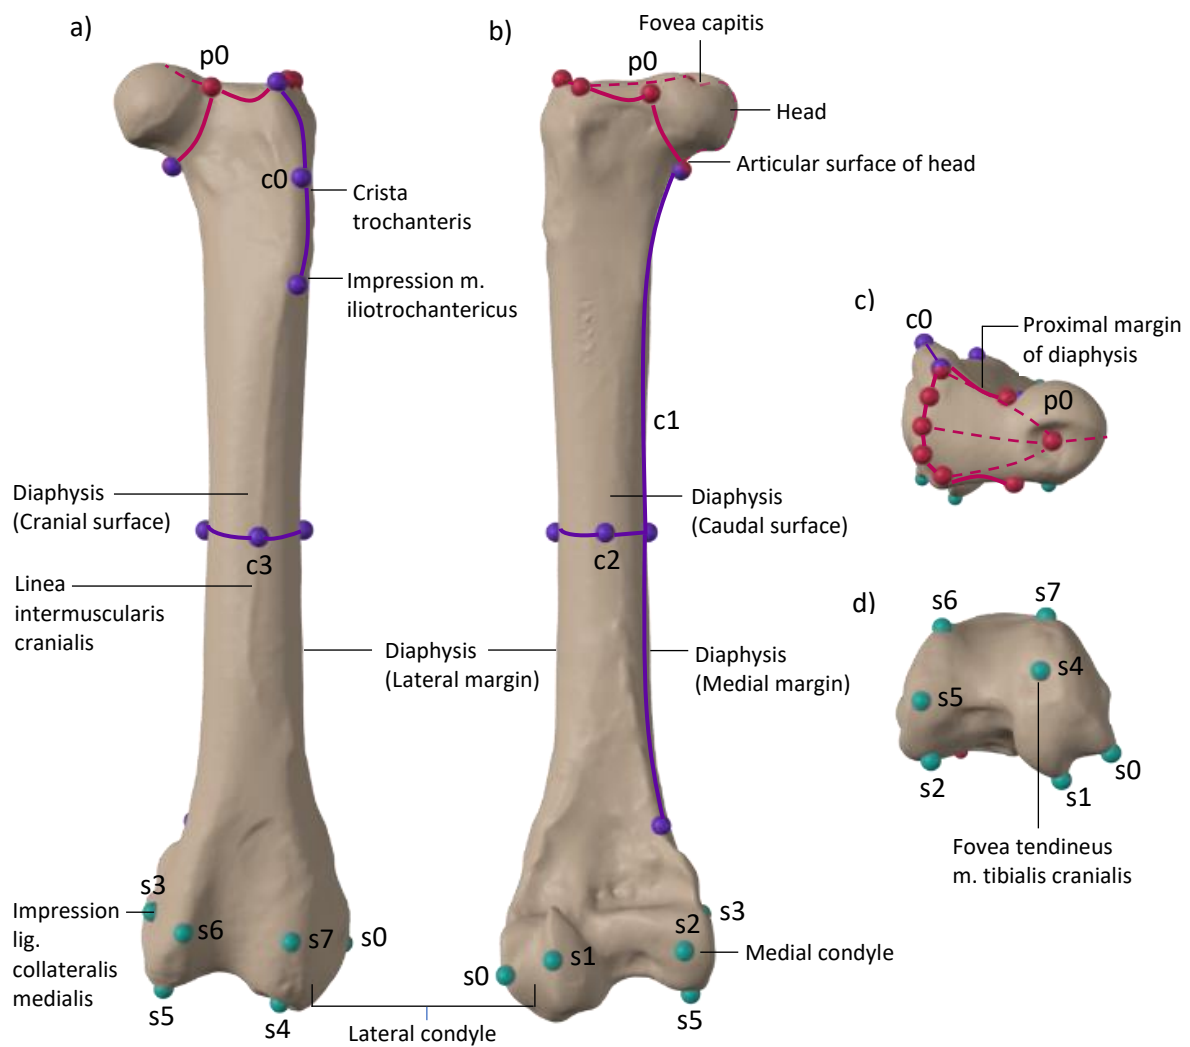 a)
p0
c0
Crista
trochanteris
Impression m.
iliotrochantericus
Diaphysis
(Cranial surface)
c3
Linea
intermuscularis
cranialis
Diaphysis
(Lateral margin)
s3
Impression
lig.
collateralis
medialis
s6
s7
s0
s5
s4
Lateral condyle
b)
Fovea capitis
p0
Head
Articular surface of head
c1
Diaphysis
(Caudal surface)
c2
Diaphysis
(Medial margin)
s3
s2
s1
s0
Medial condyle
s5
c)
c0
Proximal margin
of diaphysis
p0
d)
s6
s7
s4
s5
s2
s0
s1
Fovea tendineus
m. tibialis cranialis